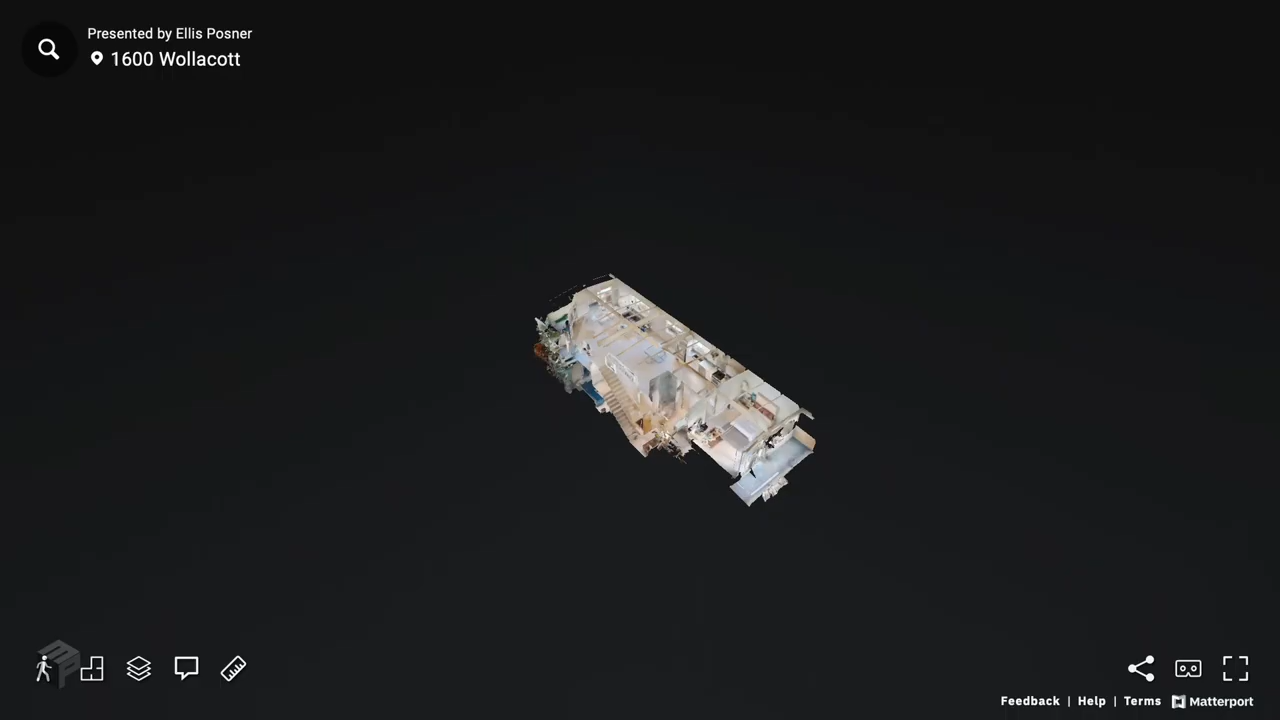 Presented by Ellis Posner
1600 Wollacott
Feedback | Help | Terms Matterport